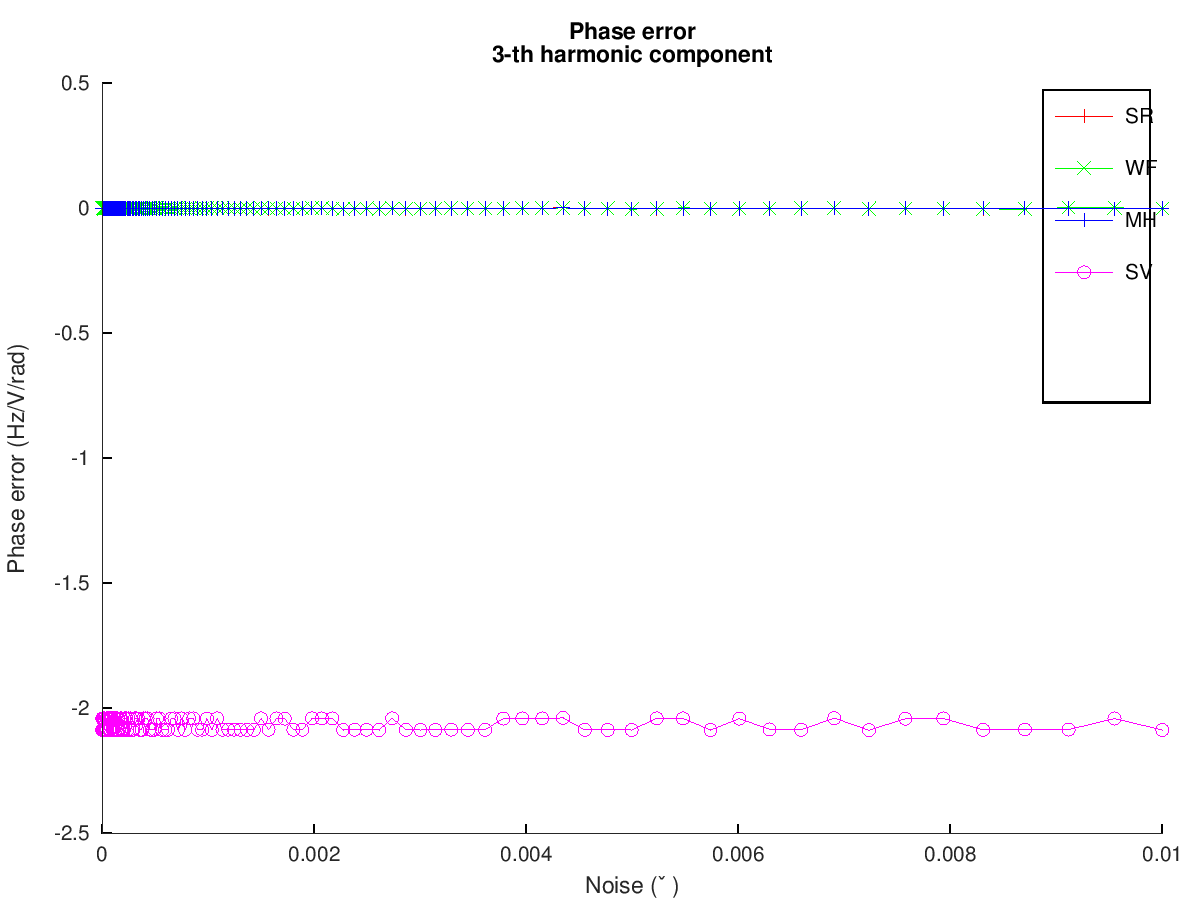 Phase error
3-th harmonic component
0.5
0
-0.5
-1
-1.5
-2
-2.5
Phase error (Hz/V/rad)
SR
WF
MH
SV
0
0.002
0.004
0.006
0.008
0.01
Noise (ˇ )